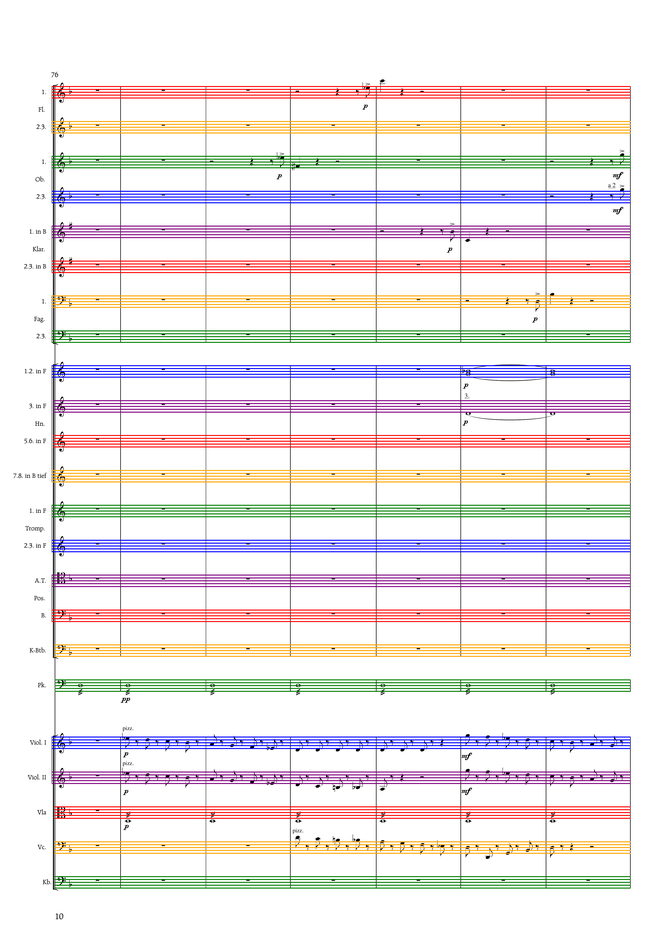 76
1.
Fl.
2.3.
1.
p
p
Ob.
mf
a 2
2.3.
mf
1. in B
p
Klar.
2.3. in B
1.
Fag.
p
2.3.
1.2. in F
p
3.
3. in F
p
Hn.
5.6. in F
7.8. in B tief
1. in F
Tromp.
2.3. in F
A.T.
Pos.
B.
K-Btb.
Pk.
pp
pizz.
Viol. I
p
mf
pizz.
Viol. II
p
mf
Vla
p
pizz.
Vc.
Kb.
10